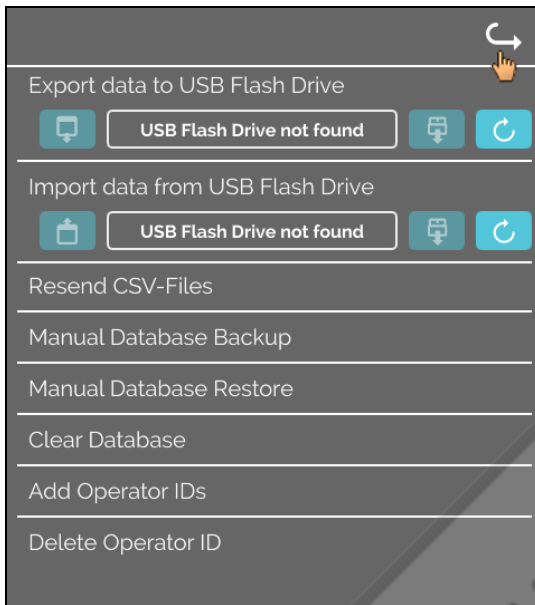 Export data to USB Flash Drive
USB Flash Drive not found
Import data from USB Flash Drive
USB Flash Drive not found
Resend CSV-Files
Manual Database Backup
Manual Database Restore
Clear Database
Add Operator IDs
Delete Operator ID